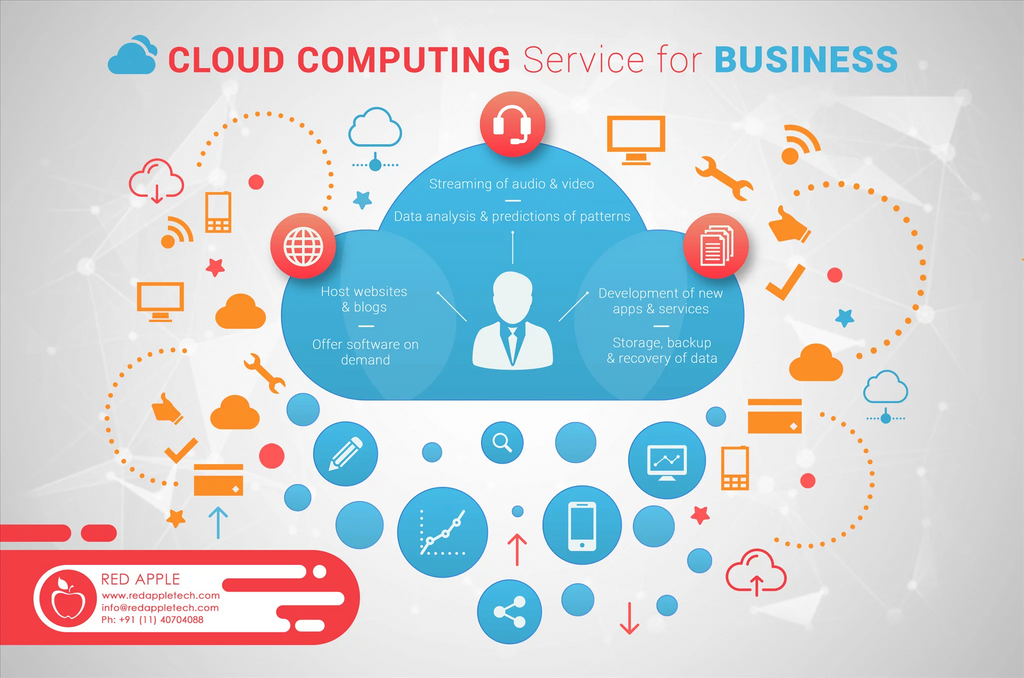 CLOUD COMPUTING Service for BUSINESS
Streaming of audio & video
Data analysis & predictions of patterns
Host websites
& blogs
Offer software on
demand
Development of new
apps & services
Storage, backup
& recovery of data
RED APPLE
www.redappletech.com
info@redappletech.com
Ph: +91 (11) 40704088